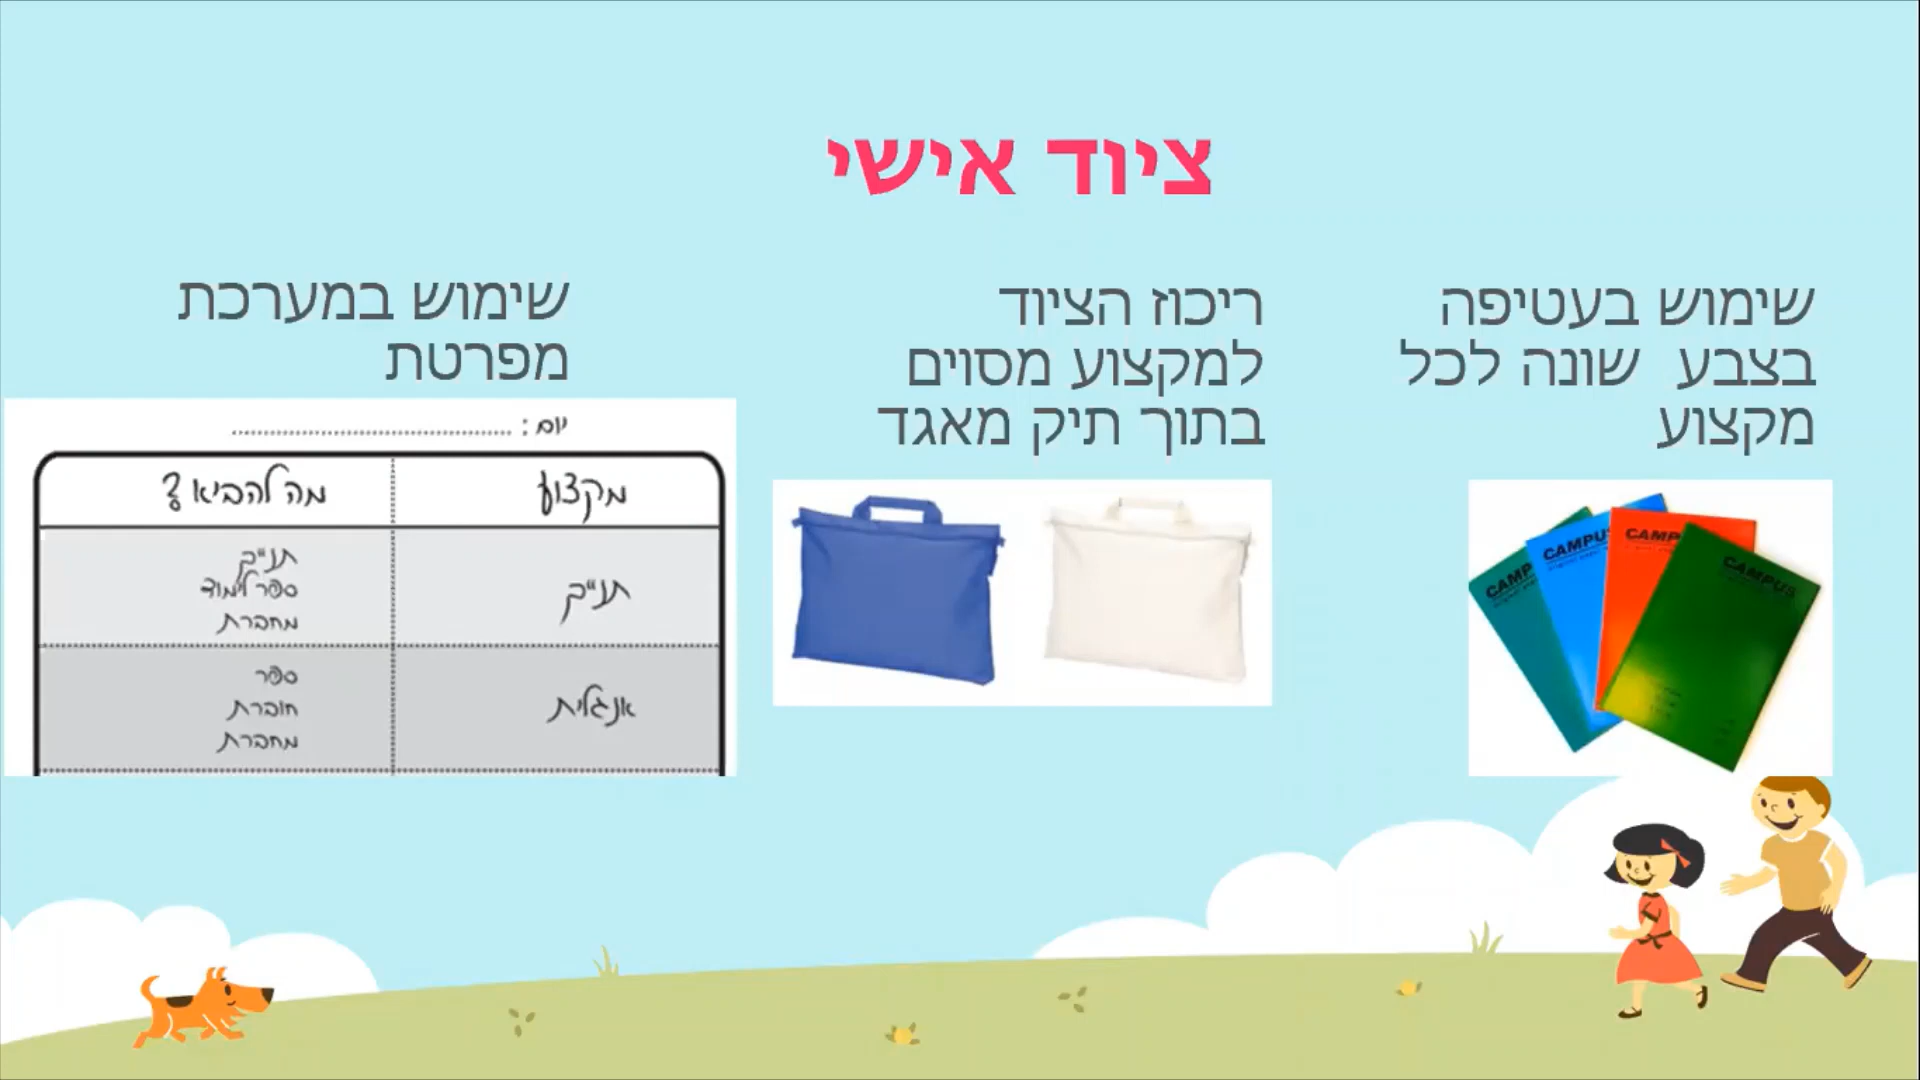 ציוד אישי
שימוש בעטיפה
בצבע שונה לכל
מקצוע
CAMPUS
CAMPUS
CAMPUS
CAMPUS
ריכוז הציוד
למקצוע מסוים
בתוך תיק מאגד
שימוש במערכת
מפרטת
יום : ........................................
מקצוע מה להביא ?
תנ"ך
תנ"ך
ספר לימוד
מחברת
אנגלית
ספר
חוברת
מחברת